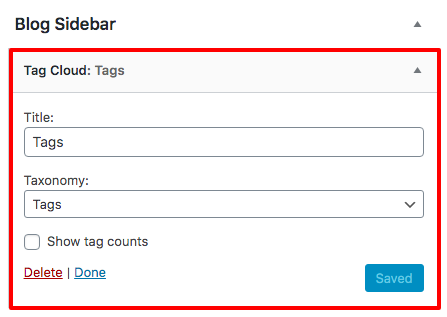 Blog Sidebar
Tag Cloud: Tags
Title:
Tags
Taxonomy:
Tags
Show tag counts
Delete | Done
Saved